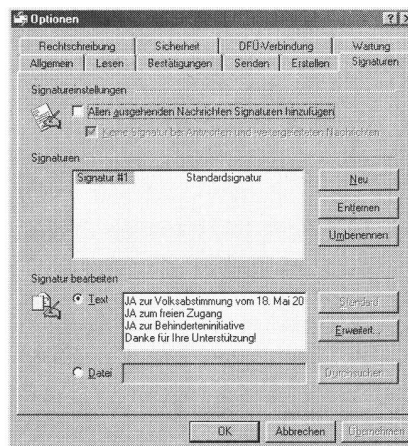 Optionen
Rechtschreibung Sicherheit DFÜ-Verbindung Wartung
Allgemein Lesen Bestätigungen Senden Erstellen Signaturen
Signatureinstellungen
Allen ausgehenden Nachrichten Signaturen hinzufügen
Keine Signatur bei Antworten und weitergeleiteten Nachrichten
Signaturen
Signatur #1 Standardsignatur
Neu
Entfernen
Umbenennen
Signatur bearbeiten
Text
JA zur Volksabstimmung vom 18. Mai 20
JA zum freien Zugang
JA zur Behinderteninitiative
Danke für Ihre Unterstützung!
Standard
Erweitert...
Datei
Durchsuchen...
OK Abbrechen Übernehmen